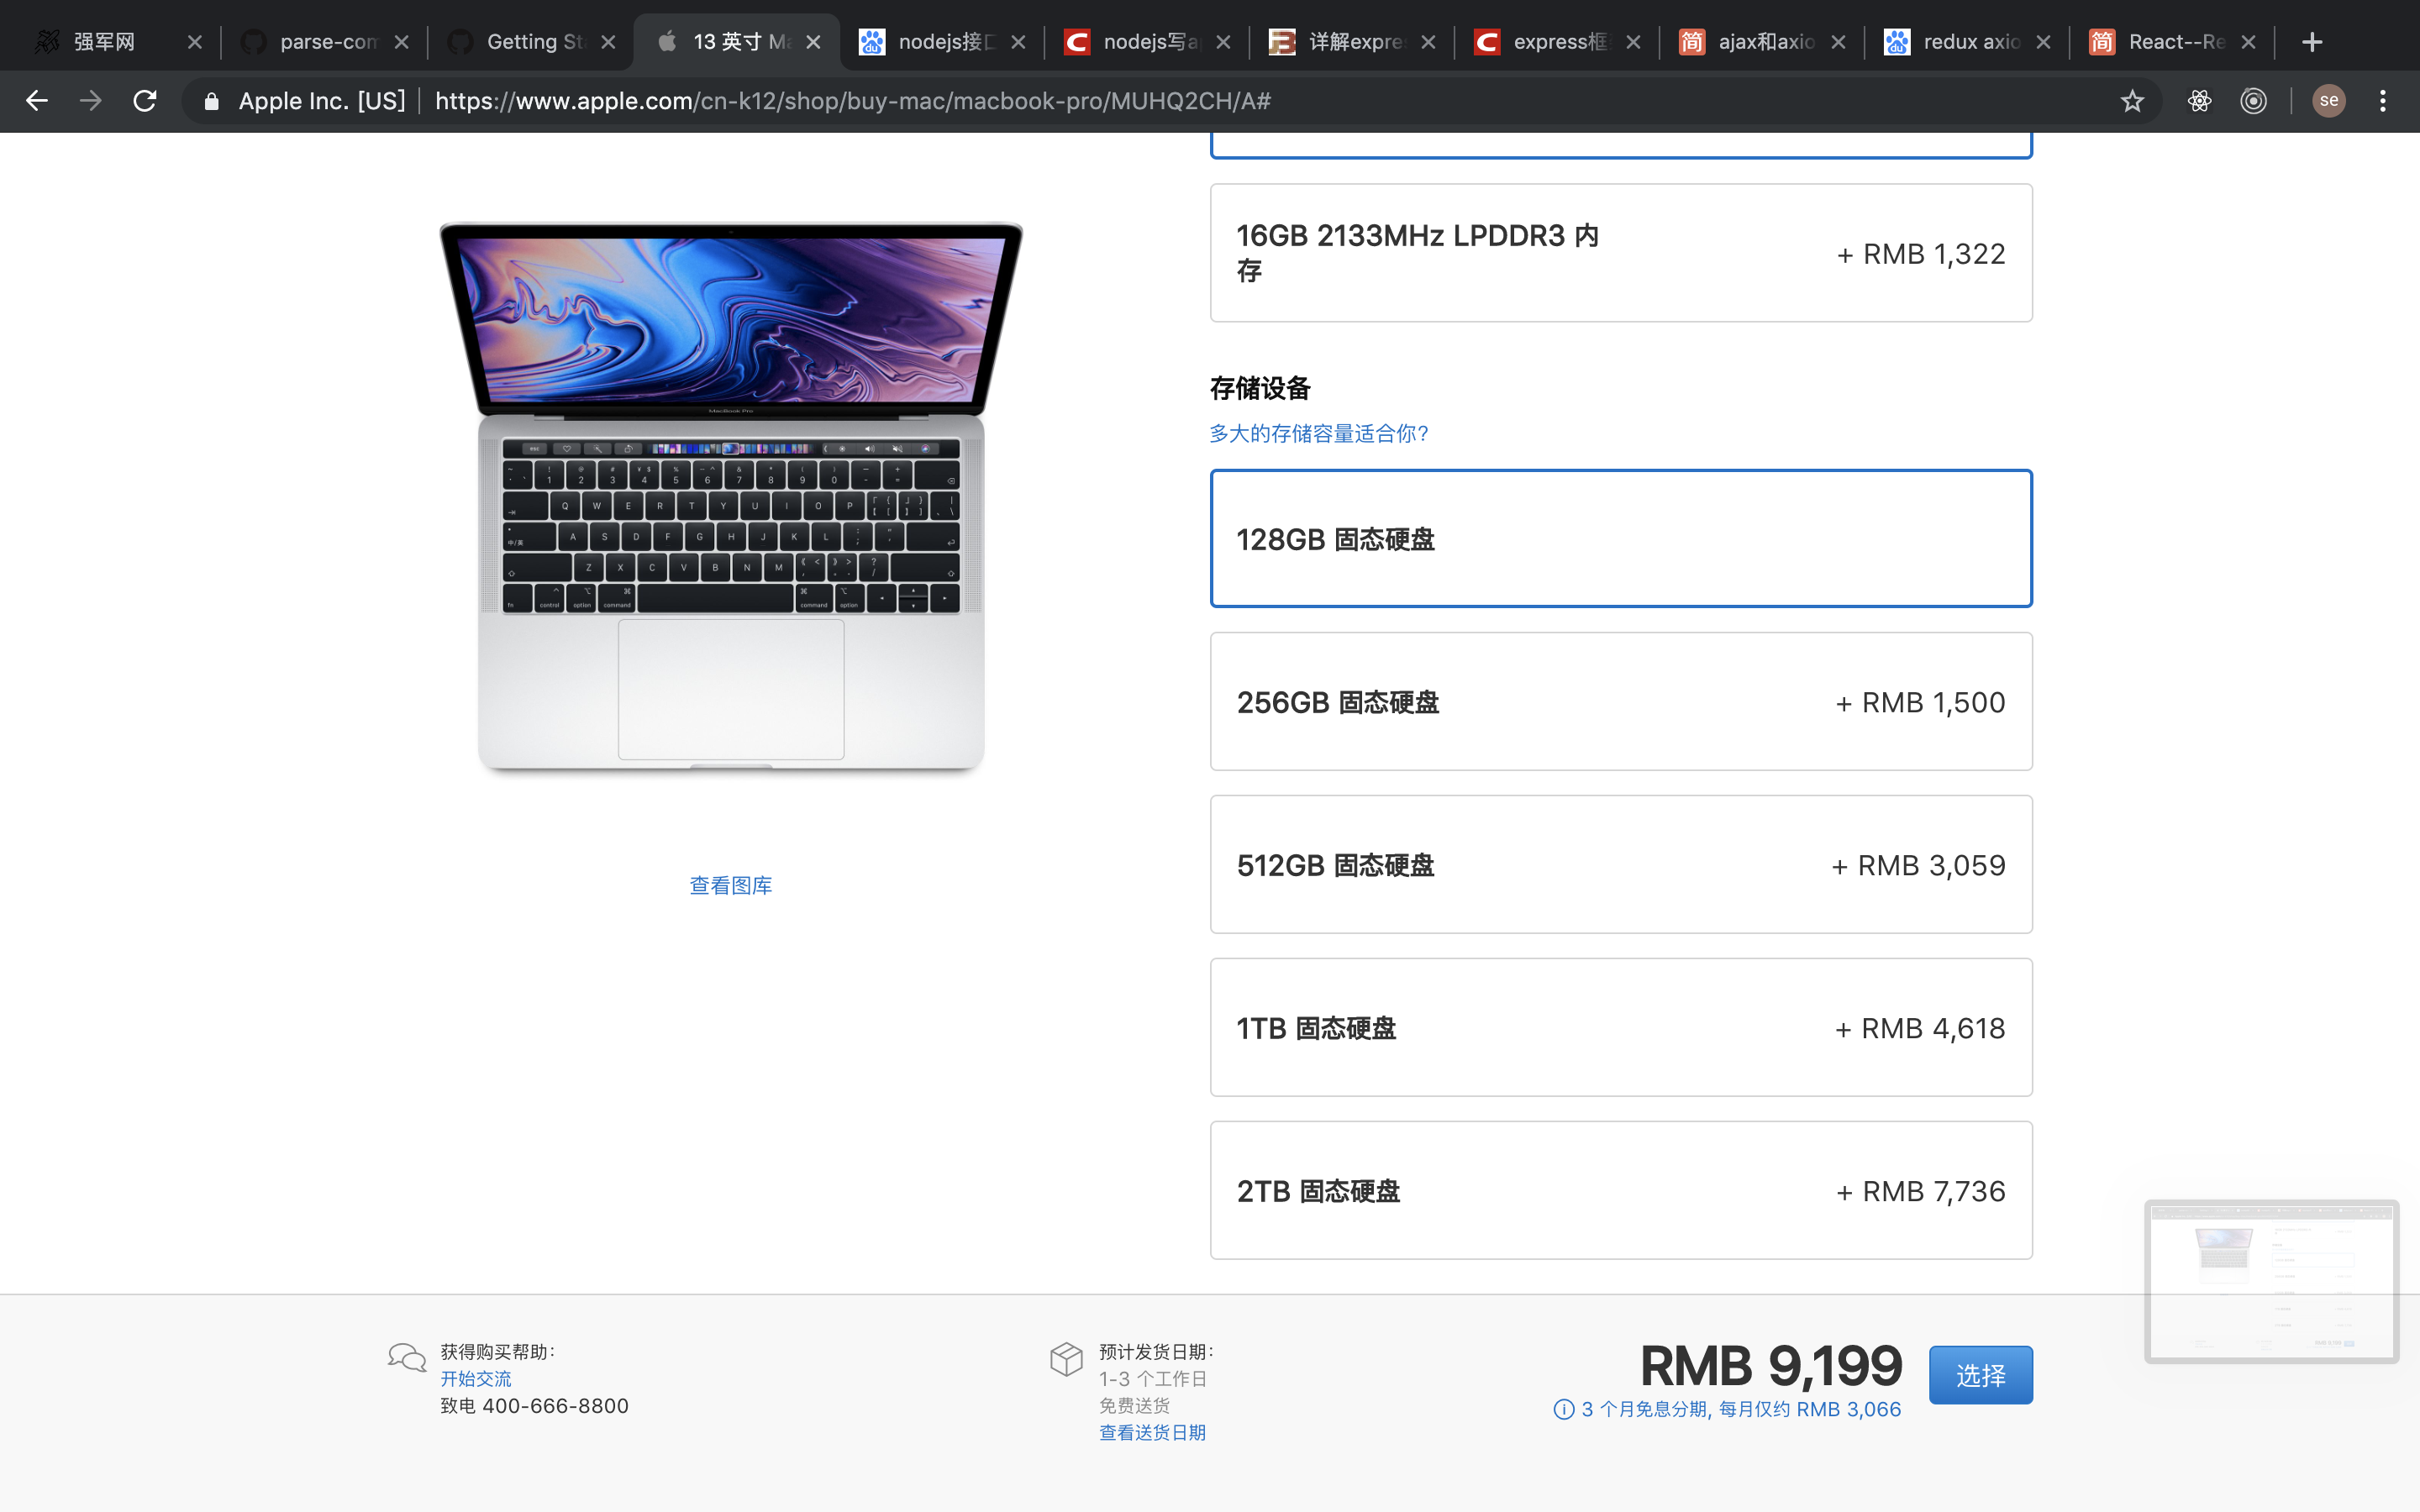 强军网
parse-com
Getting St
13 英寸 Ma
nodejs接口
nodejs写a
详解expre
express框
ajax和axio
redux axio
React--Re
Apple Inc. [US]
https://www.apple.com/cn-k12/shop/buy-mac/macbook-pro/MUHQ2CH/A#
se
16GB 2133MHz LPDDR3 内
存
+ RMB 1,322
存储设备
多大的存储容量适合你?
128GB 固态硬盘
256GB 固态硬盘
+ RMB 1,500
512GB 固态硬盘
+ RMB 3,059
1TB 固态硬盘
+ RMB 4,618
2TB 固态硬盘
+ RMB 7,736
MacBook Pro
查看图库
获得购买帮助:
开始交流
致电 400-666-8800
预计发货日期:
1-3 个工作日
免费送货
查看送货日期
RMB 9,199
3 个月免息分期, 每月仅约 RMB 3,066
选择